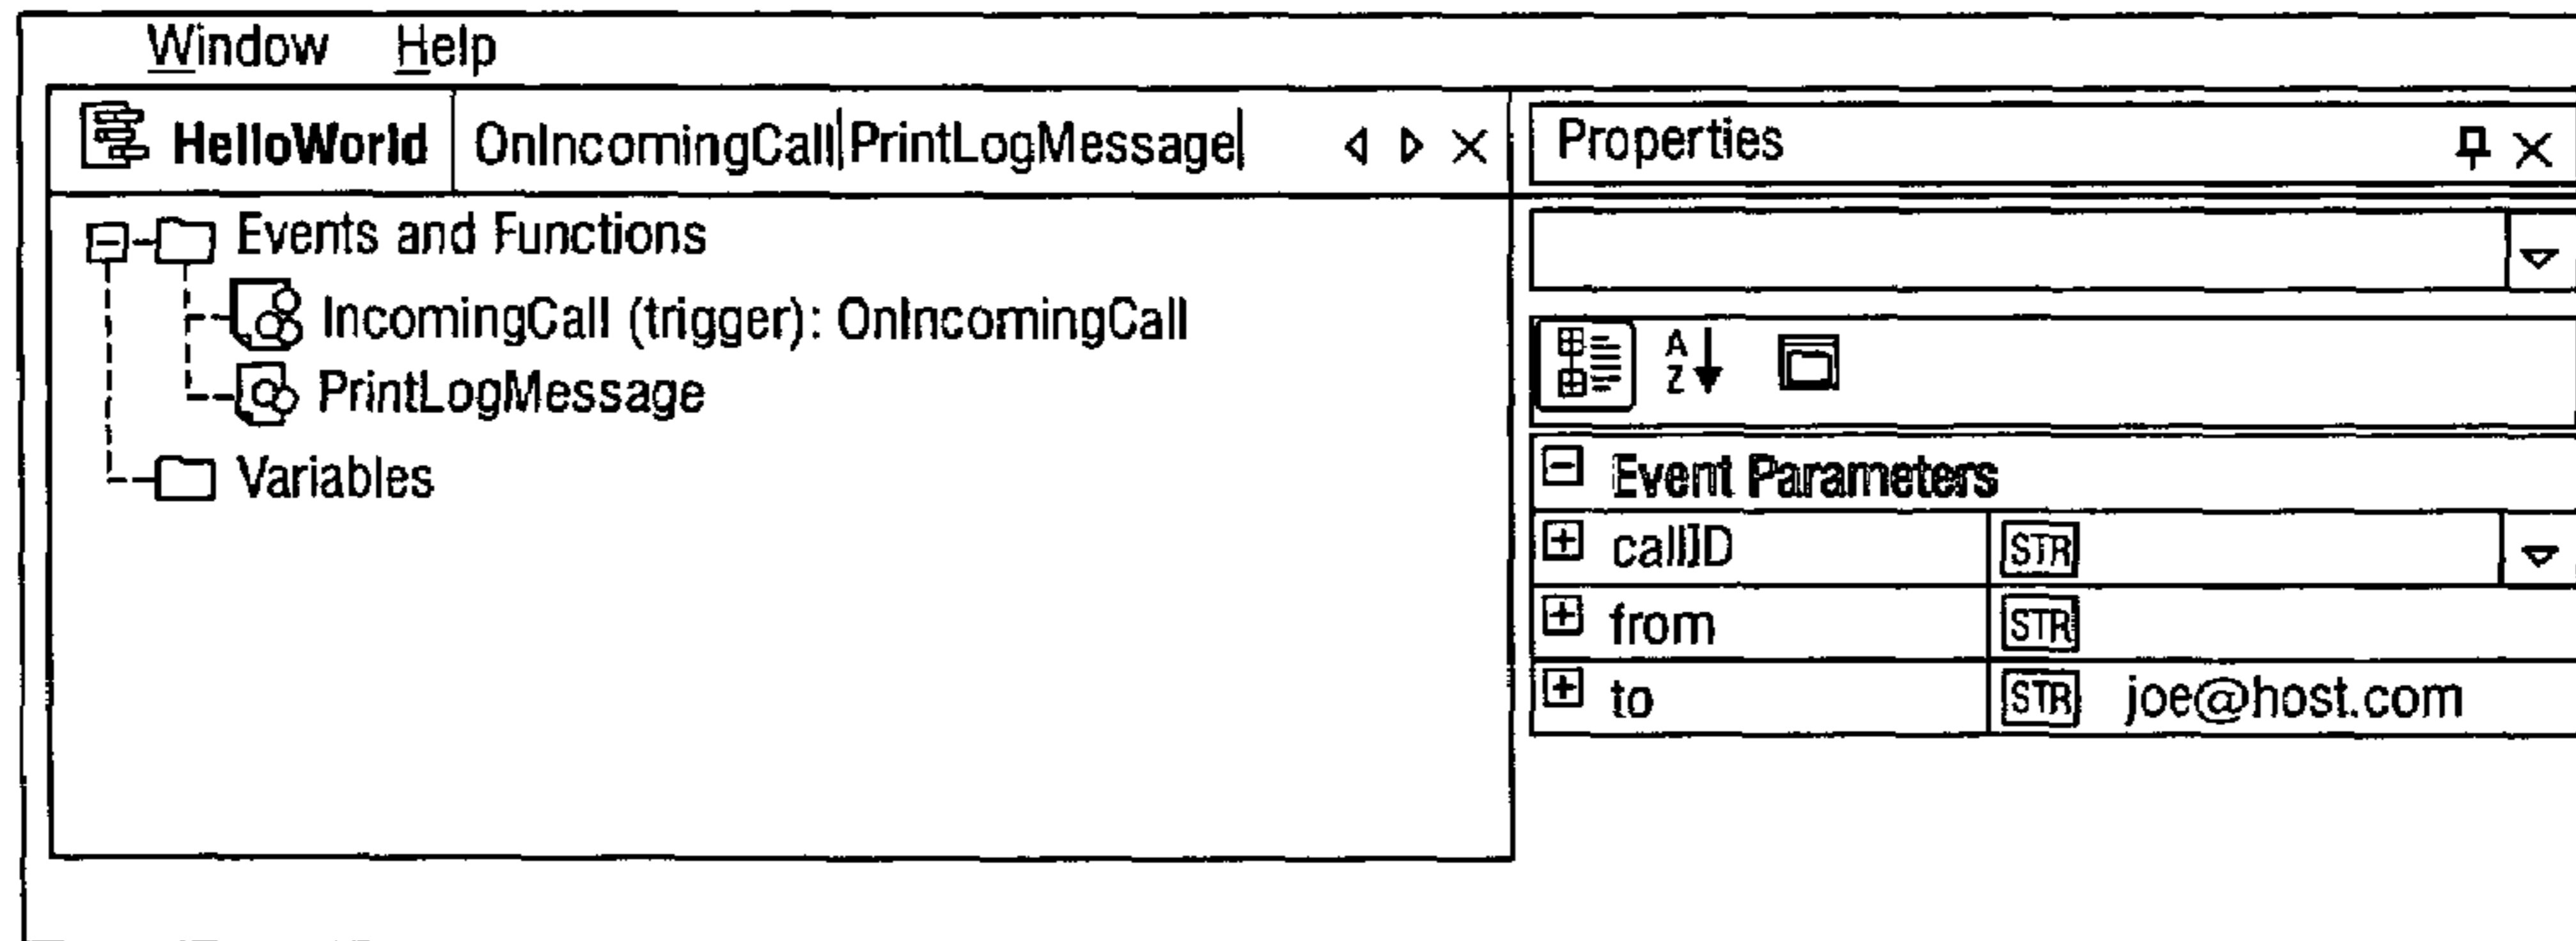 Window Help
HelloWorld OnIncomingCall PrintLogMessage
Events and Functions
IncomingCall (trigger): OnIncomingCall
PrintLogMessage
Variables
Properties
A
Z
Event Parameters
callID STR
from STR
to STR joe@host.com